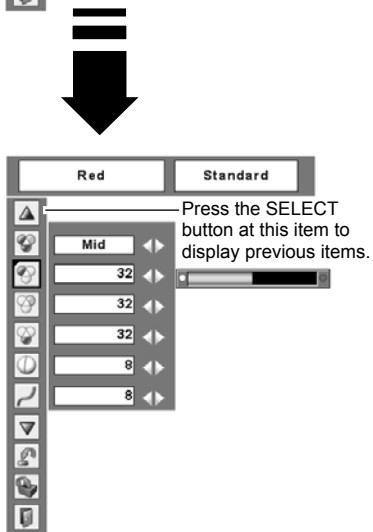 Red
Standard
Press the SELECT
button at this item to
display previous items.
Mid
32
32
32
8
8